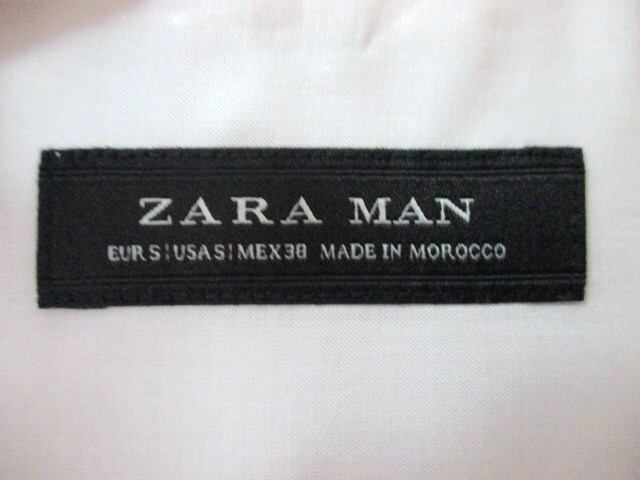 ZARA MAN
EUR S | USA S | MEX 38 MADE IN MOROCCO